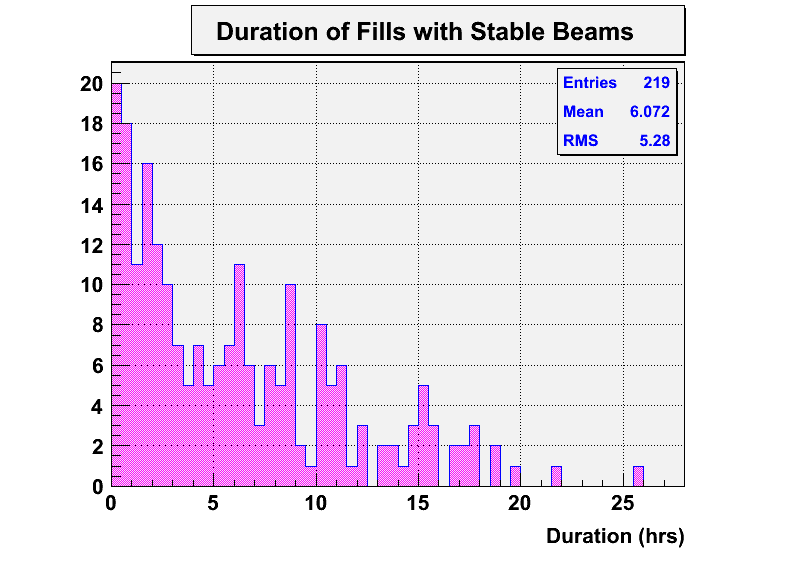 Duration of Fills with Stable Beams
Entries 219
Mean 6.072
RMS 5.28
20
18
16
14
12
10
8
6
4
2
0
0 5 10 15 20 25
Duration (hrs)